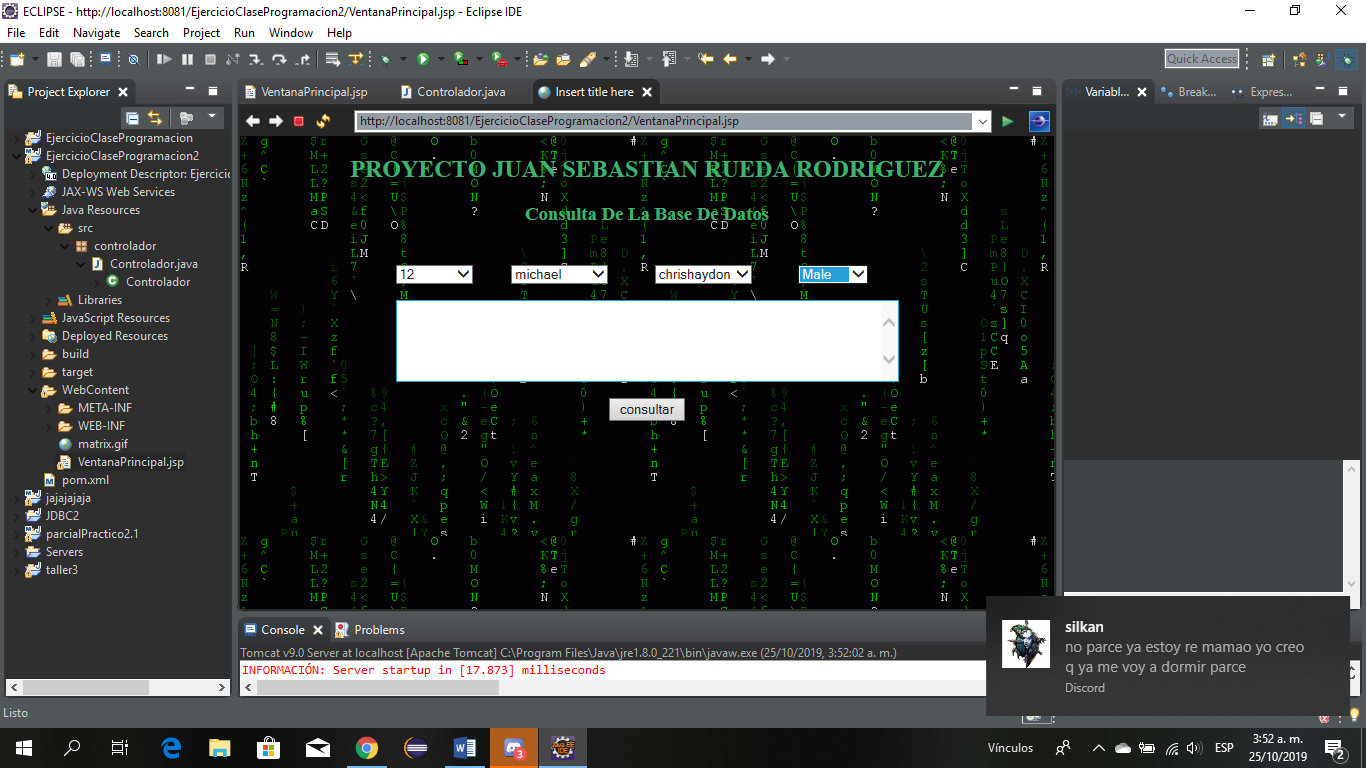 ECLIPSE - http://localhost:8081/EjercicioClaseProgramacion2/VentanaPrincipal.jsp - Eclipse IDE
File Edit Navigate Search Project Run Window Help
Quick Access
Project Explorer
VentanaPrincipal.jsp Controlador.java Insert title here
Variabl... Break... Expres...
http://localhost:8081/EjercicioClaseProgramacion2/VentanaPrincipal.jsp
EjercicioClaseProgramacion
EjercicioClaseProgramacion2
Deployment Descriptor: Ejercicio
JAX-WS Web Services
Java Resources
src
controlador
Controlador.java
Controlador
Libraries
JavaScript Resources
Deployed Resources
build
target
WebContent
META-INF
WEB-INF
matrix.gif
VentanaPrincipal.jsp
pom.xml
jajajajaja
JDBC2
parcialPractico2.1
Servers
taller3
PROYECTO JUAN SEBASTIAN RUEDA RODRIGUEZ
Consulta De La Base De Datos
12 michael chrishaydon Male
consultar
Console Problems
Tomcat v9.0 Server at localhost [Apache Tomcat] C:\Program Files\Java\jre1.8.0_221\bin\javaw.exe (25/10/2019, 3:52:02 a. m.)
INFORMACIÓN: Server startup in [17.873] milliseconds
silkan
no parce ya estoy re mamao yo creo
q ya me voy a dormir parce
Discord
Listo
Vínculos
ESP
3:52 a. m.
25/10/2019
3
2